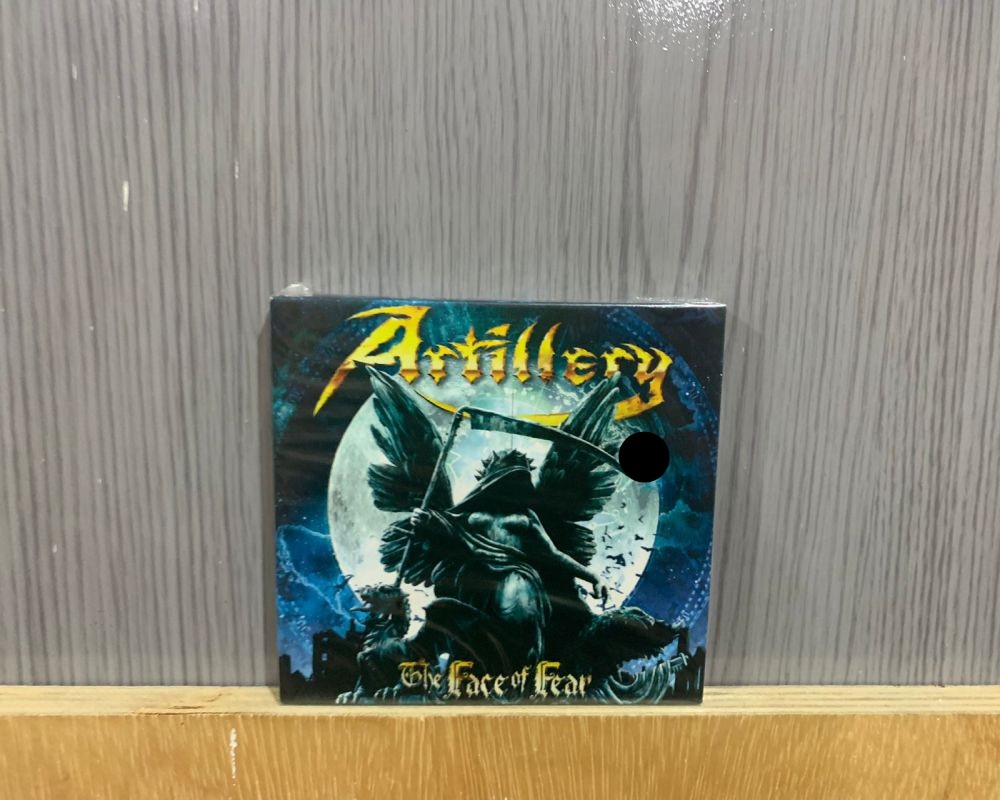 Artillery
The Face of Fear